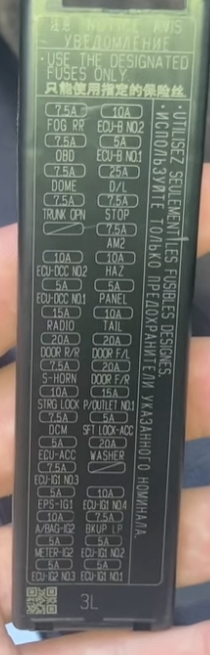 注意 NOTICE AVIS
УВЕДОМЛЕНИЕ
·USE THE DESIGNATED
FUSES ONLY.
只能使用指定的保险丝
7.5A 10A
FOG RR ECU-B NO.2
7.5A 5A
OBD ECU-B NO.1
7.5A 25A
DOME D/L
7.5A 7.5A
TRUNK OPN STOP
7.5A
AM2
10A 10A
ECU-DCC NO.2 HAZ
5A 5A
ECU-DCC NO.1 PANEL
15A 10A
RADIO TAIL
20A 20A
DOOR R/R DOOR F/L
7.5A 20A
S-HORN DOOR F/R
10A 15A
STRG LOCK P/OUTLET NO.1
7.5A 5A
DCM SFT LOCK-ACC
5A 20A
ECU-ACC WASHER
7.5A
ECU-IG1 NO.3
5A 10A
EPS-IG1 ECU-IG1 NO.4
10A 7.5A
A/BAG-IG2 BKUP LP
5A 5A
METER-IG2 ECU-IG1 NO.2
5A 5A
ECU-IG2 NO.3 ECU-IG1 NO.1
·UTILISEZ SEULEMENT LES FUSIBLES DESIGNES.
·ИСПОЛЬЗУЙТЕ ТОЛЬКО ПРЕДОХРАНИТЕЛИ УКАЗАННОГО НОМИНАЛА.
3L